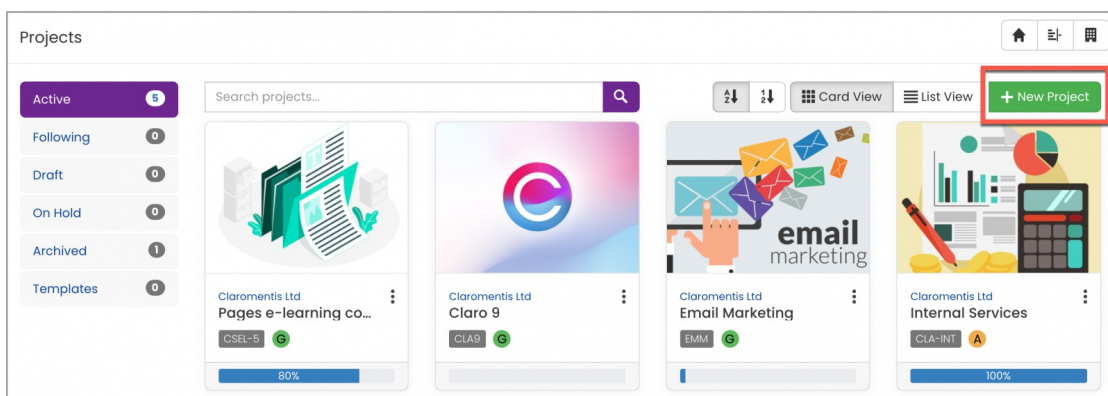 Projects
Active 5
Following 0
Draft 0
On Hold 0
Archived 1
Templates 0
Search projects...
Card View
List View
+ New Project
email
marketing
Claromentis Ltd
Pages e-learning co...
CSEL-5 G
80%
Claromentis Ltd
Claro 9
CLA9 G
Claromentis Ltd
Email Marketing
EMM G
Claromentis Ltd
Internal Services
CLA-INT A
100%